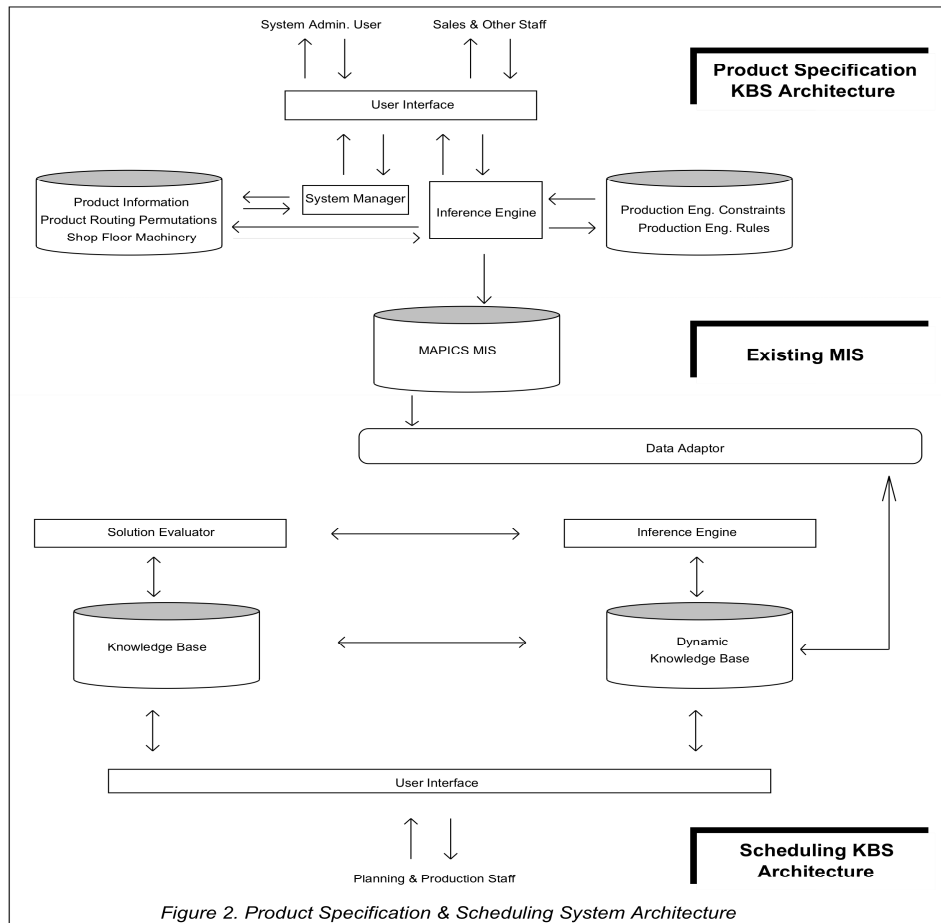 System Admin. User
Sales & Other Staff
Product Specification
KBS Architecture
User Interface
System Manager
Product Information
Product Routing Permutations
Shop Floor Machinery
Inference Engine
Production Eng. Constraints
Production Eng. Rules
MAPICS MIS
Existing MIS
Data Adaptor
Solution Evaluator
Inference Engine
Knowledge Base
Dynamic
Knowledge Base
User Interface
Planning & Production Staff
Scheduling KBS
Architecture
Figure 2. Product Specification & Scheduling System Architecture